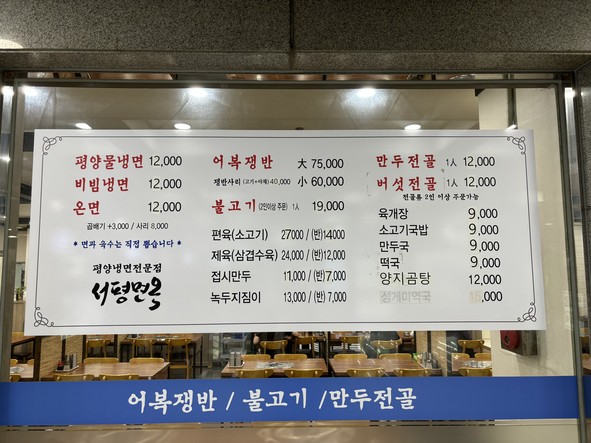 평양물냉면 12,000
비빔냉면 12,000
온면 12,000
곱빼기 +3,000 / 사리 8,000
* 면과 육수는 직접 뽑습니다 *
평양냉면전문점
서평면옥
어복쟁반 大 75,000
쟁반사리 (고기+야채) 40,000 小 60,000
불고기 (2인이상 주문) 1人 19,000
편육(소고기) 27000 / (반)14000
제육(삼겹수육) 24,000 / (반)12,000
접시만두 11,000 / (반)7,000
녹두지짐이 13,000 / (반) 7,000
만두전골 1人 12,000
버섯전골 1人 12,000
전골류 2인 이상 주문가능
육개장 9,000
소고기국밥 9,000
만두국 9,000
떡국 9,000
양지곰탕 12,000
성게미역국 15,000
어복쟁반 / 불고기 /만두전골